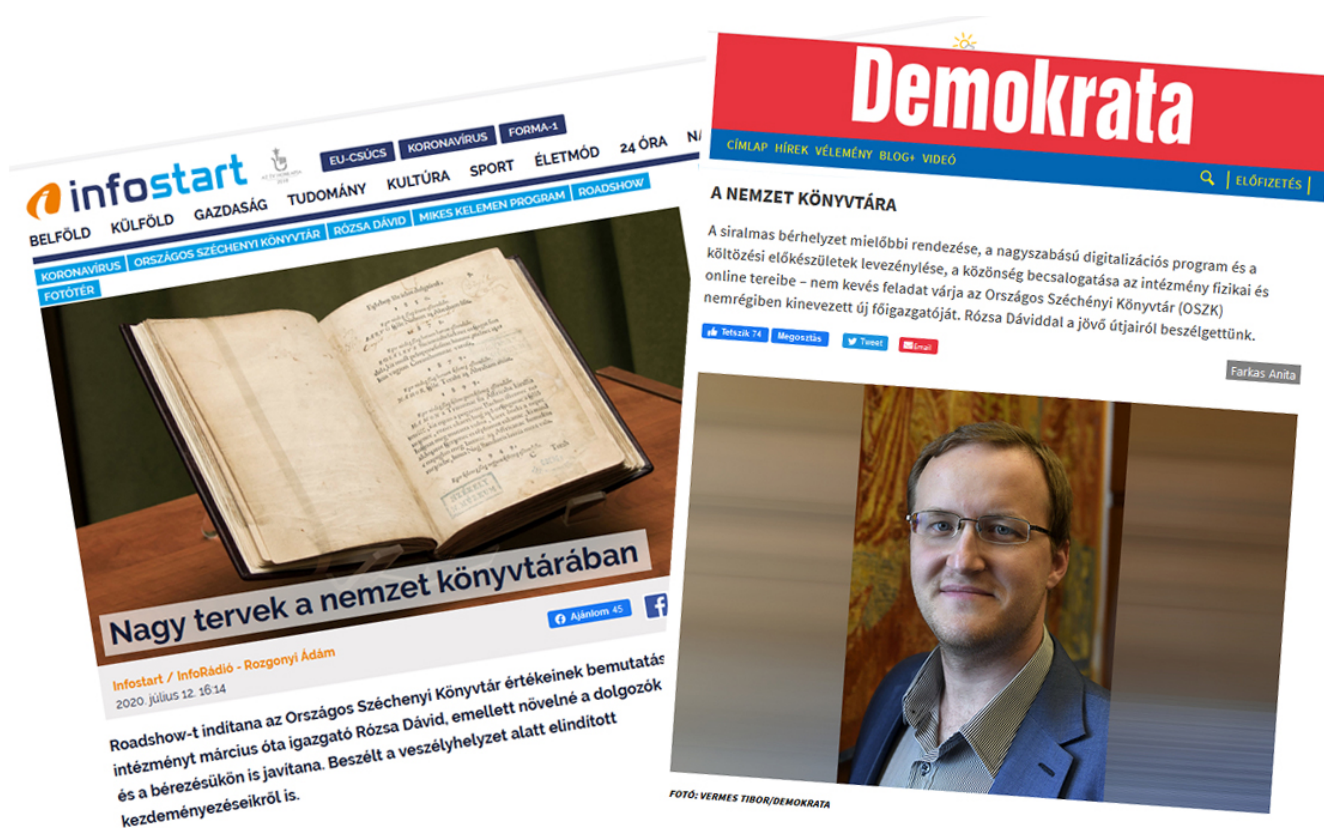 infostart
EU-CSÚCS
KORONAVÍRUS
FORMA-1
BELFÖLD KÜLFÖLD GAZDASÁG TUDOMÁNY KULTÚRA SPORT ÉLETMÓD 24 ÓRA
KORONAVÍRUS ORSZÁGOS SZÉCHENYI KÖNYVTÁR RÓZSA DÁVID MIKES KELEMEN PROGRAM ROADSHOW
FOTÓTÉR
Nagy tervek a nemzet könyvtárában
Ajánlom 45
Infostart / InfoRádió - Rozgonyi Ádám
2020. július 12. 16:14
Roadshow-t indítana az Országos Széchényi Könyvtár értékeinek bemutatás
intézményt március óta igazgató Rózsa Dávid, emellett növelné a dolgozók
és a bérezésükön is javítana. Beszélt a veszélyhelyzet alatt elindított
kezdeményezéseikről is.
Demokrata
CÍMLAP HÍREK VÉLEMÉNY BLOG+ VIDEÓ
ELŐFIZETÉS
A NEMZET KÖNYVTÁRA
A siralmas bérhelyzet mielőbbi rendezése, a nagyszabású digitalizációs program és a
költözési előkészületek levezénylése, a közönség becsalogatása az intézmény fizikai és
online tereibe – nem kevés feladat várja az Országos Széchényi Könyvtár (OSZK)
nemrégiben kinevezett új főigazgatóját. Rózsa Dáviddal a jövő útjairól beszélgettünk.
Tetszik 74
Megosztás
Tweet
Email
Farkas Anita
FOTÓ: VERMES TIBOR/DEMOKRATA